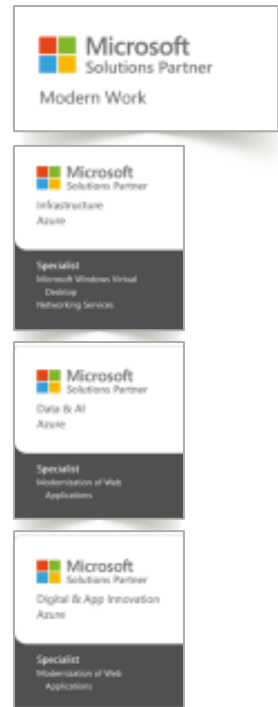 Microsoft
Solutions Partner
Modern Work
Microsoft
Solutions Partner
Infrastructure
Azure
Specialist
Microsoft Windows Virtual
Desktop
Networking Services
Microsoft
Solutions Partner
Data & AI
Azure
Specialist
Modernization of Web
Applications
Microsoft
Solutions Partner
Digital & App Innovation
Azure
Specialist
Modernization of Web
Applications